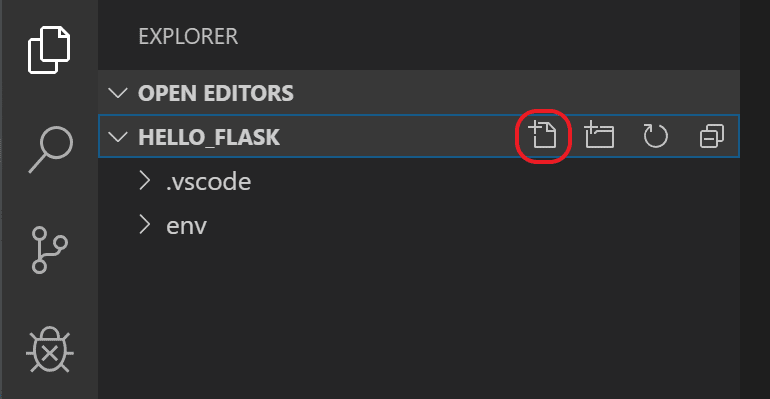 EXPLORER
OPEN EDITORS
HELLO_FLASK
.vscode
env